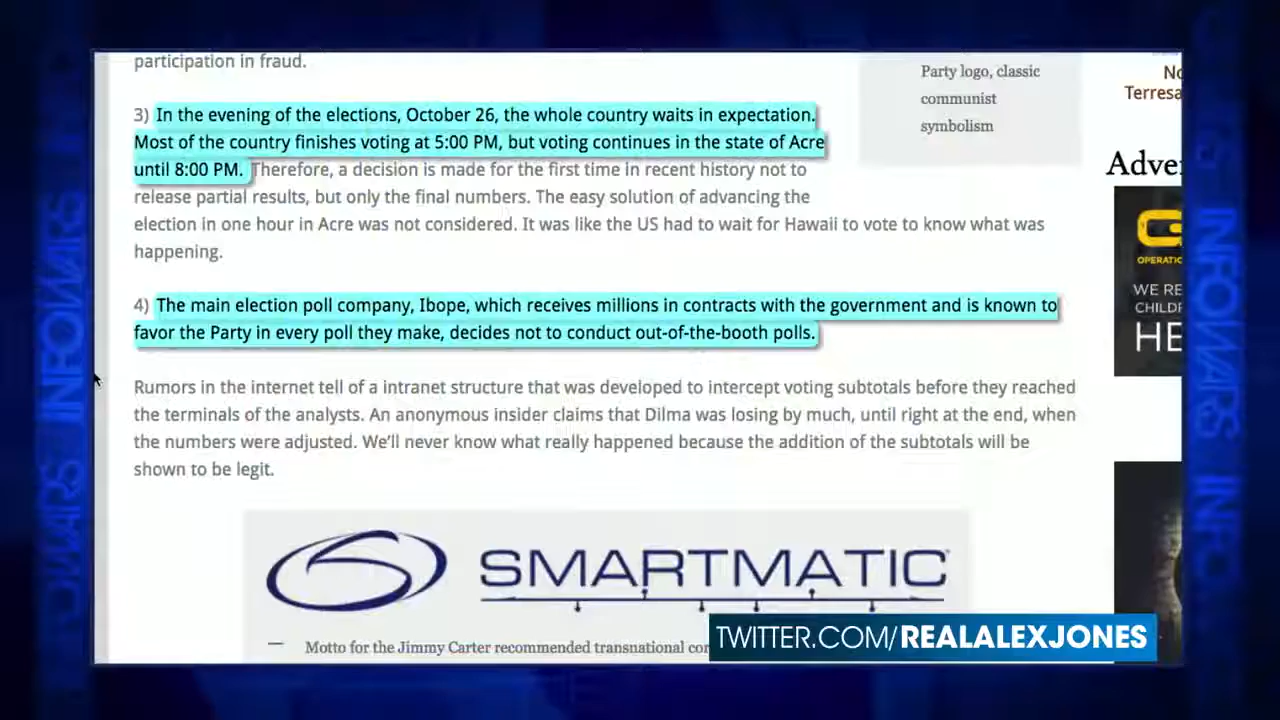 participation in fraud.
3) In the evening of the elections, October 26, the whole country waits in expectation.
Most of the country finishes voting at 5:00 PM, but voting continues in the state of Acre
until 8:00 PM. Therefore, a decision is made for the first time in recent history not to
release partial results, but only the final numbers. The easy solution of advancing the
election in one hour in Acre was not considered. It was like the US had to wait for Hawaii to vote to know what was
happening.
4) The main election poll company, Ibope, which receives millions in contracts with the government and is known to
favor the Party in every poll they make, decides not to conduct out-of-the-booth polls.
Rumors in the internet tell of a intranet structure that was developed to intercept voting subtotals before they reached
the terminals of the analysts. An anonymous insider claims that Dilma was losing by much, until right at the end, when
the numbers were adjusted. We'll never know what really happened because the addition of the subtotals will be
shown to be legit.
SMARTMATIC
— Motto for the Jimmy Carter recommended transnational
Party logo, classic
communist
symbolism
WE RE
HE
TWITTER.COM/REALALEXJONES
INFOWARS
INFOWARS